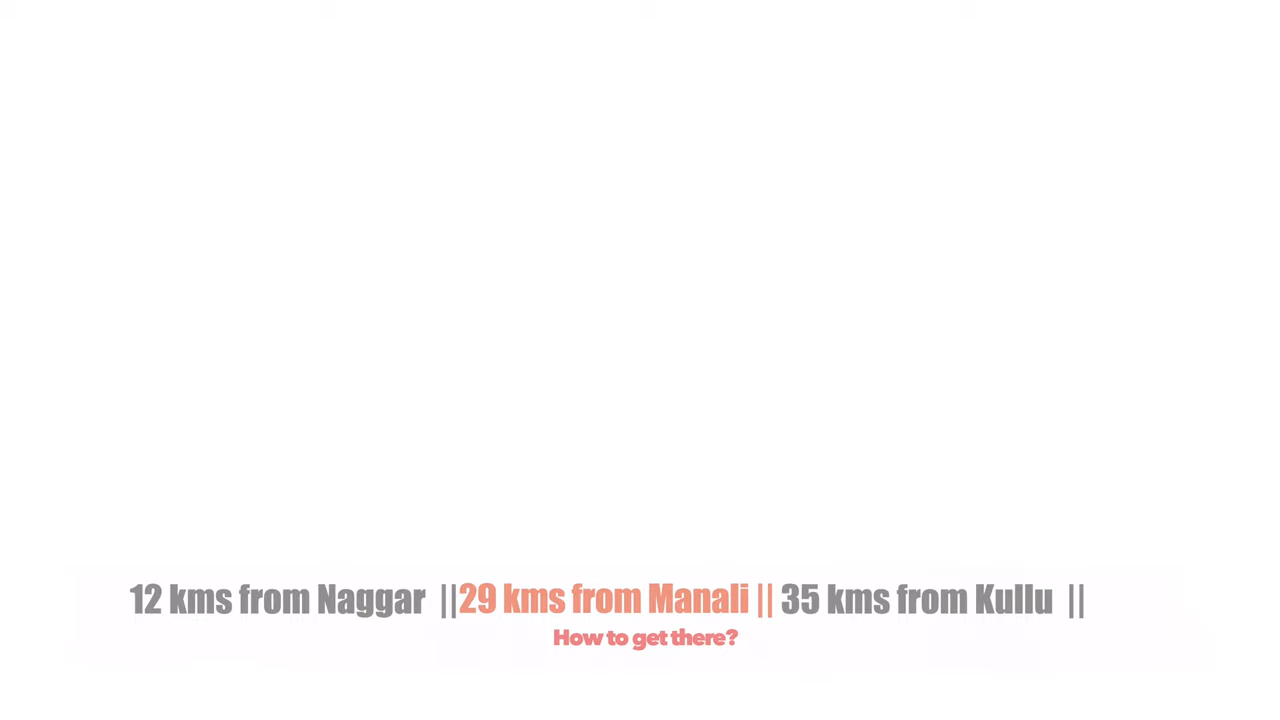 12 kms from Naggar || 29 kms from Manali || 35 kms from Kullu ||
How to get there?